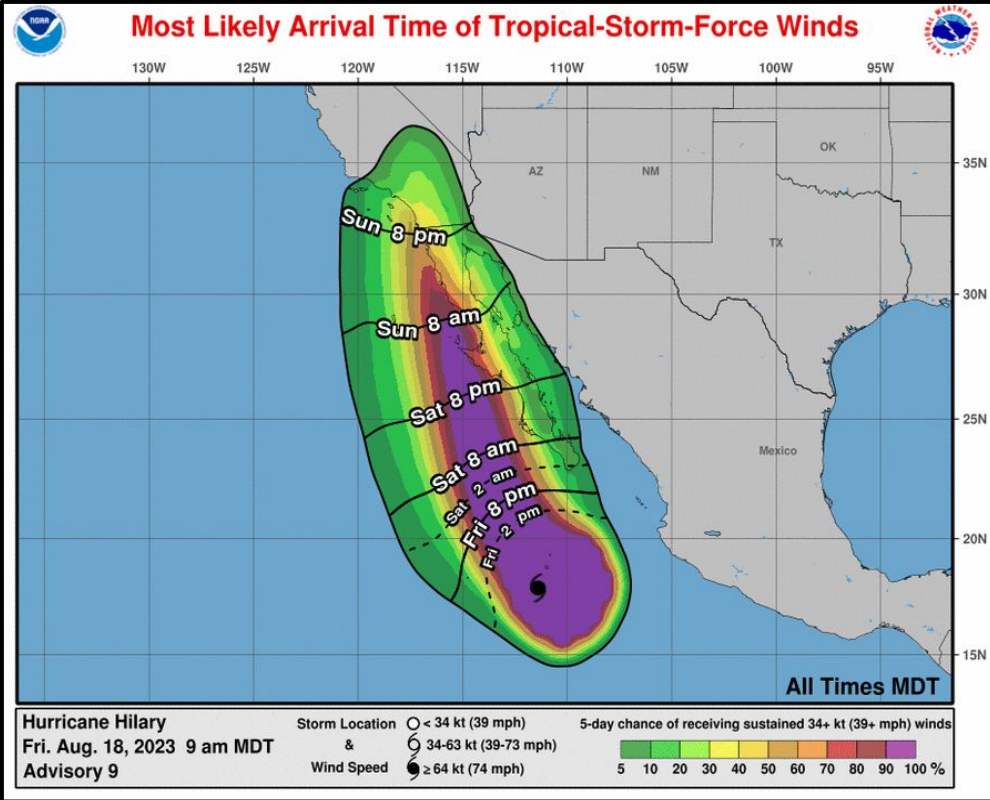 Most Likely Arrival Time of Tropical-Storm-Force Winds
NOAA
NATIONAL WEATHER SERVICE
130W 125W 120W 115W 110W 105W 100W 95W
35N
30N
25N
20N
15N
AZ
NM
OK
TX
Mexico
Sun 8 pm
Sun 8 am
Sat 8 pm
Sat 8 am
Sat 2 am
Fri 8 pm
Fri 2 pm
All Times MDT
Hurricane Hilary
Fri. Aug. 18, 2023 9 am MDT
Advisory 9
Storm Location
&
Wind Speed
< 34 kt (39 mph)
34-63 kt (39-73 mph)
≥ 64 kt (74 mph)
5-day chance of receiving sustained 34+ kt (39+ mph) winds
5 10 20 30 40 50 60 70 80 90 100 %